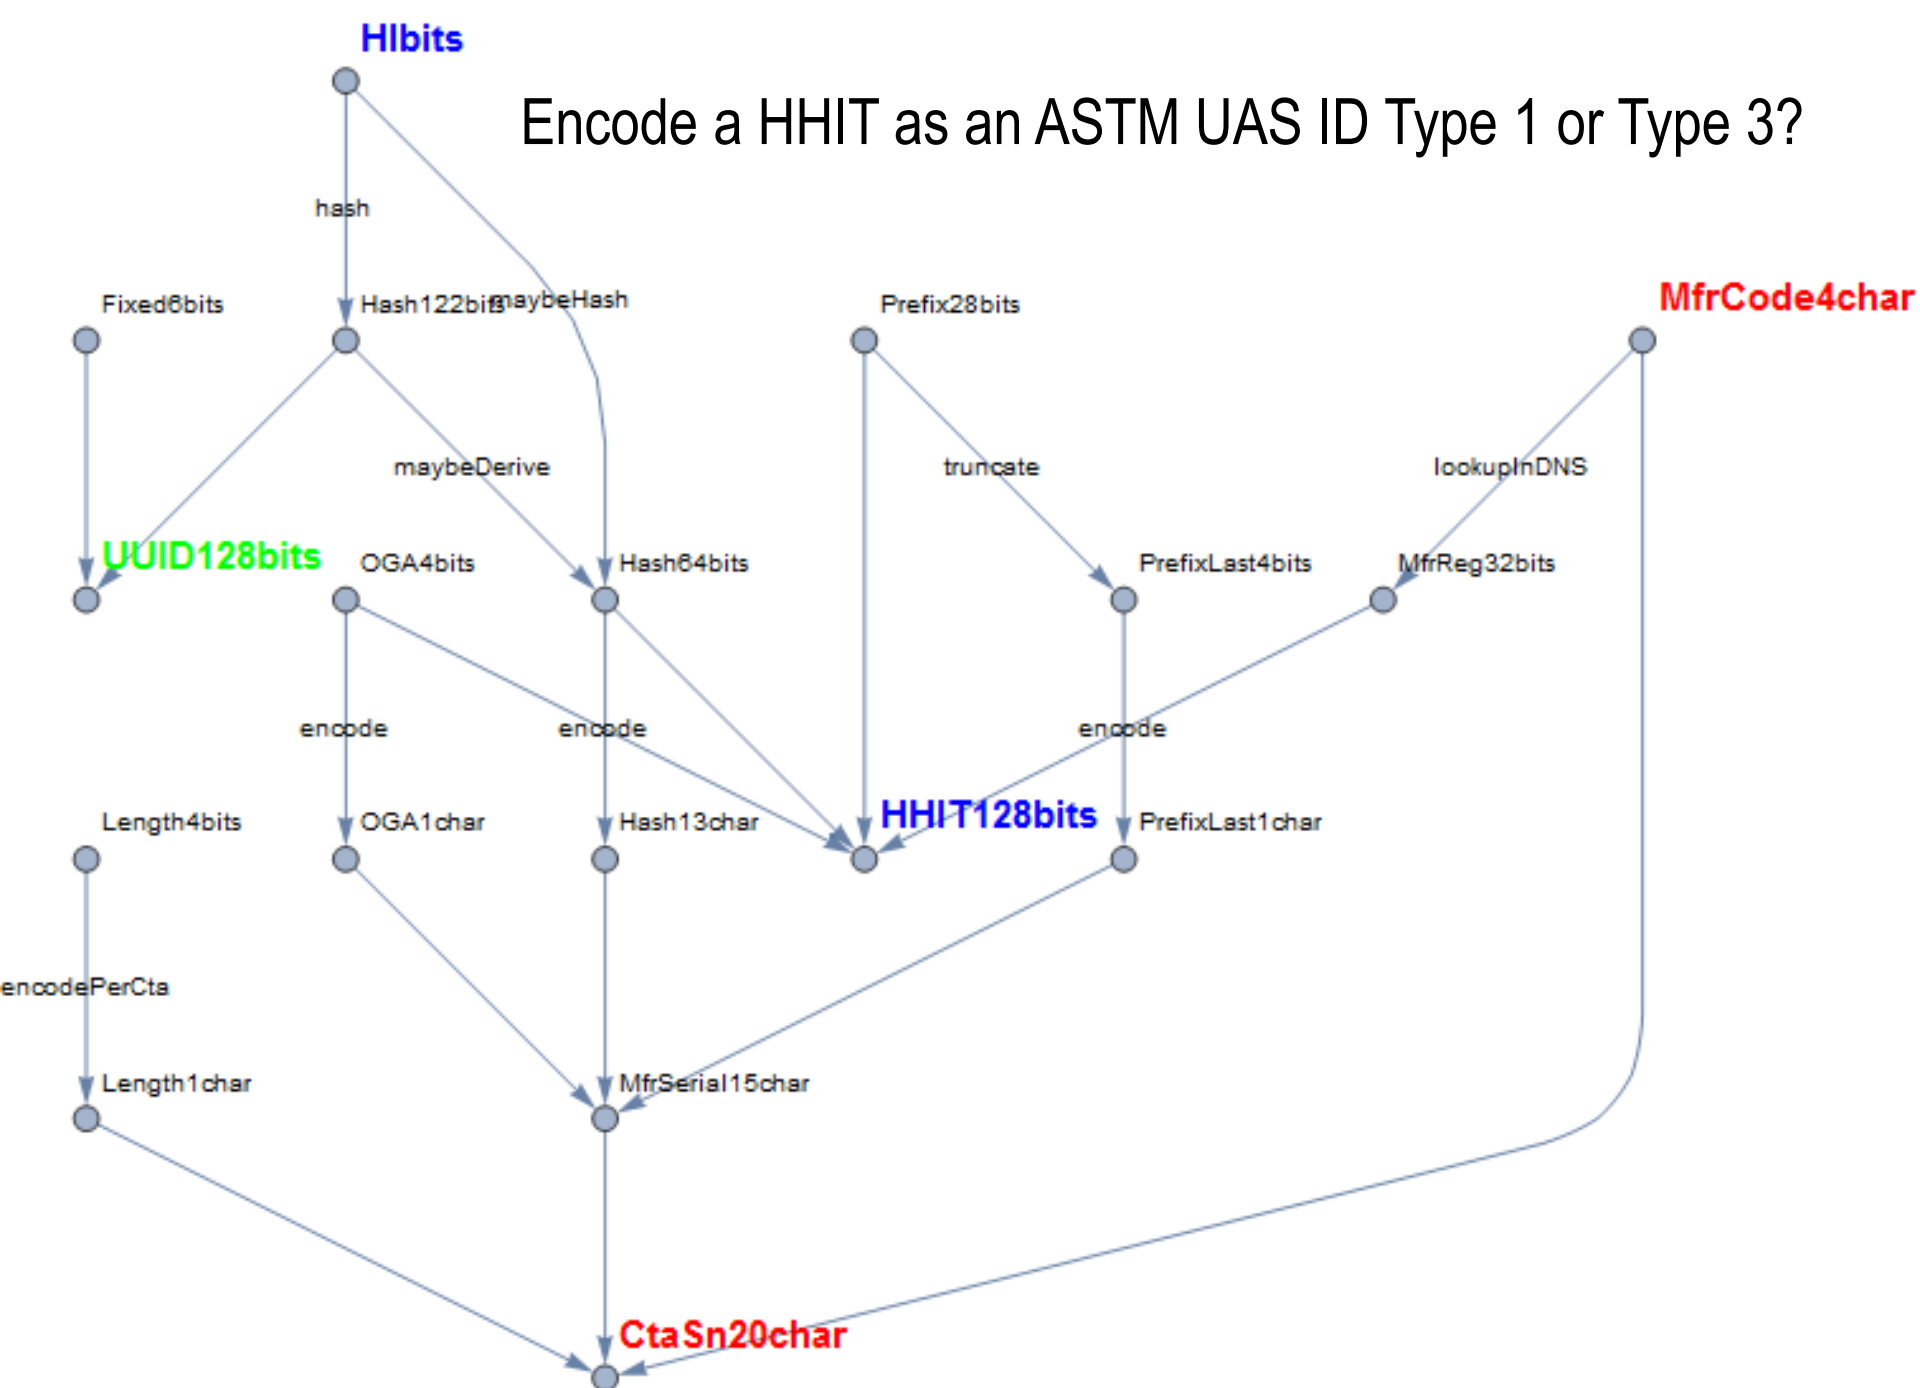 HIbits
Encode a HHIT as an ASTM UAS ID Type 1 or Type 3?
hash
Fixed6bits
Hash122bits
maybeHash
Prefix28bits
MfrCode4char
maybeDerive
truncate
lookupInDNS
UUID128bits
OGA4bits
Hash64bits
PrefixLast4bits
MfrReg32bits
encode
encode
encode
Length4bits
OGA1char
Hash13char
HHIT128bits
PrefixLast1char
encodePerCta
Length1char
MfrSerial15char
CtaSn20char